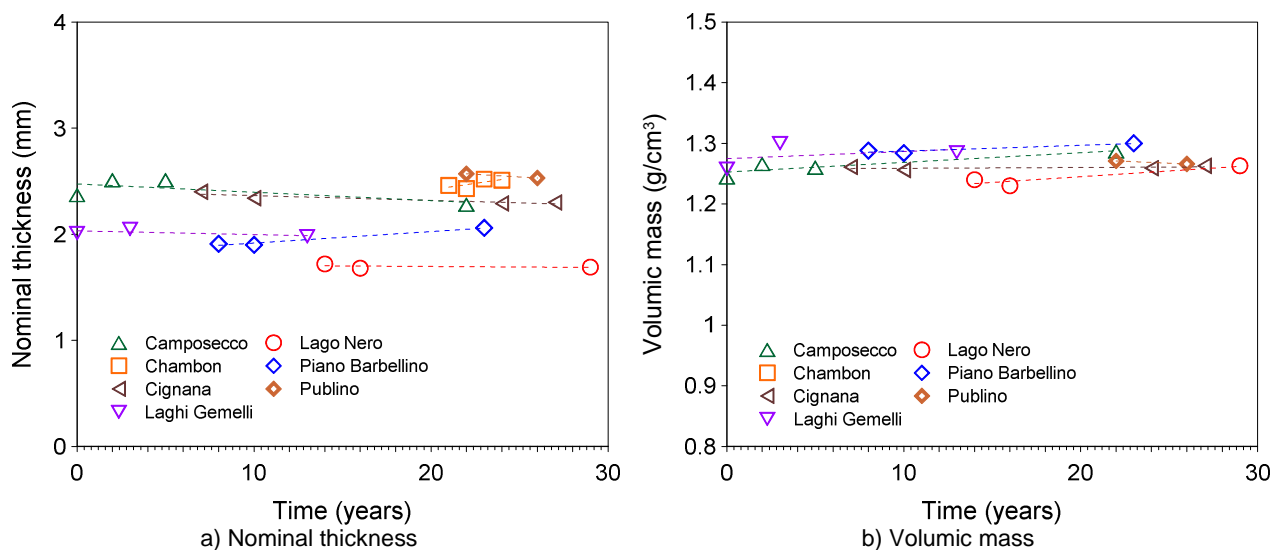 4
3
2
1
0
Nominal thickness (mm)
Camposecco
Chambon
Cignana
Laghi Gemelli
Lago Nero
Piano Barbellino
Publino
0
10
20
30
Time (years)
a) Nominal thickness
1.5
1.4
1.3
1.2
1.1
1
0.9
0.8
Volumic mass (g/cm³)
Camposecco
Chambon
Cignana
Laghi Gemelli
Lago Nero
Piano Barbellino
Publino
0
10
20
30
Time (years)
b) Volumic mass